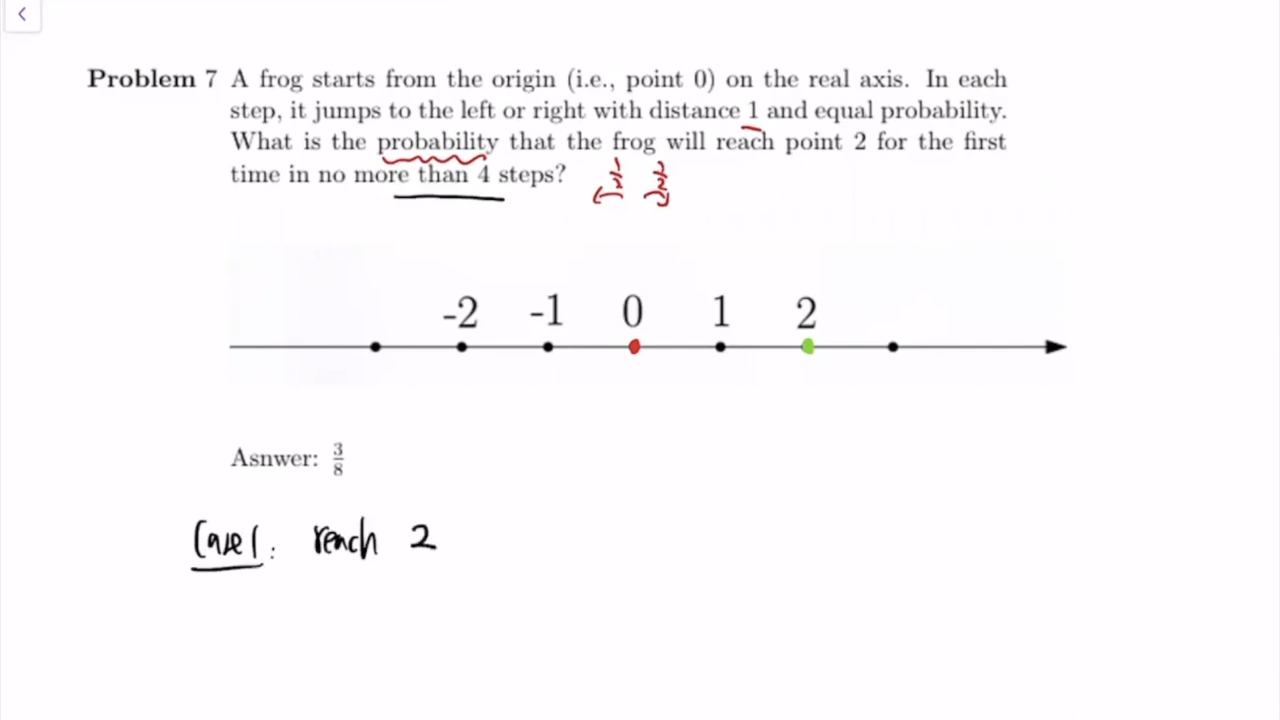 Problem 7 A frog starts from the origin (i.e., point 0) on the real axis. In each
step, it jumps to the left or right with distance 1 and equal probability.
What is the probability that the frog will reach point 2 for the first
time in no more than 4 steps?
-2 -1 0 1 2
Asnwer: 3/8
Case 1: reach 2